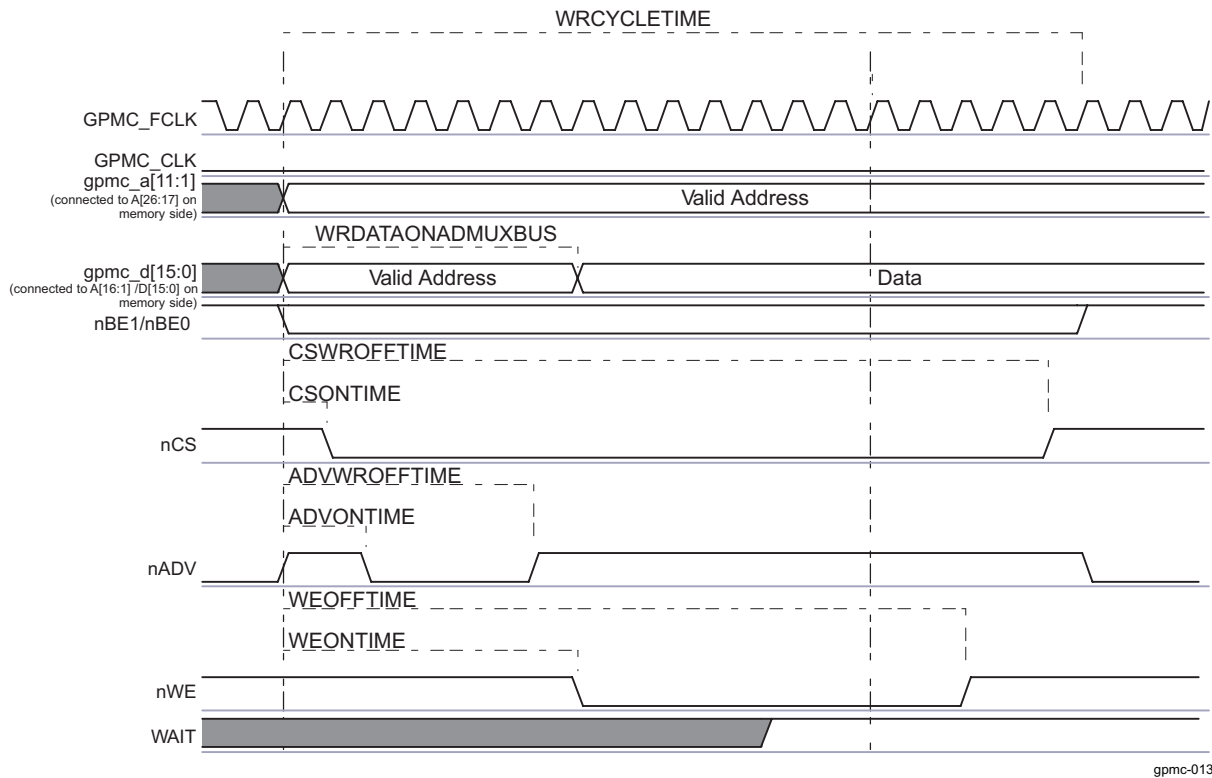 WRCYCLETIME
GPMC_FCLK
GPMC_CLK
gpmc_a[11:1]
(connected to A[26:17] on
memory side)
Valid Address
WRDATAONADMUXBUS
gpmc_d[15:0]
(connected to A[16:1] /D[15:0] on
memory side)
Valid Address
Data
nBE1/nBE0
CSWROFFTIME
CSONTIME
nCS
ADVWROFFTIME
ADVONTIME
nADV
WEOFFTIME
WEONTIME
nWE
WAIT
gpmc-013